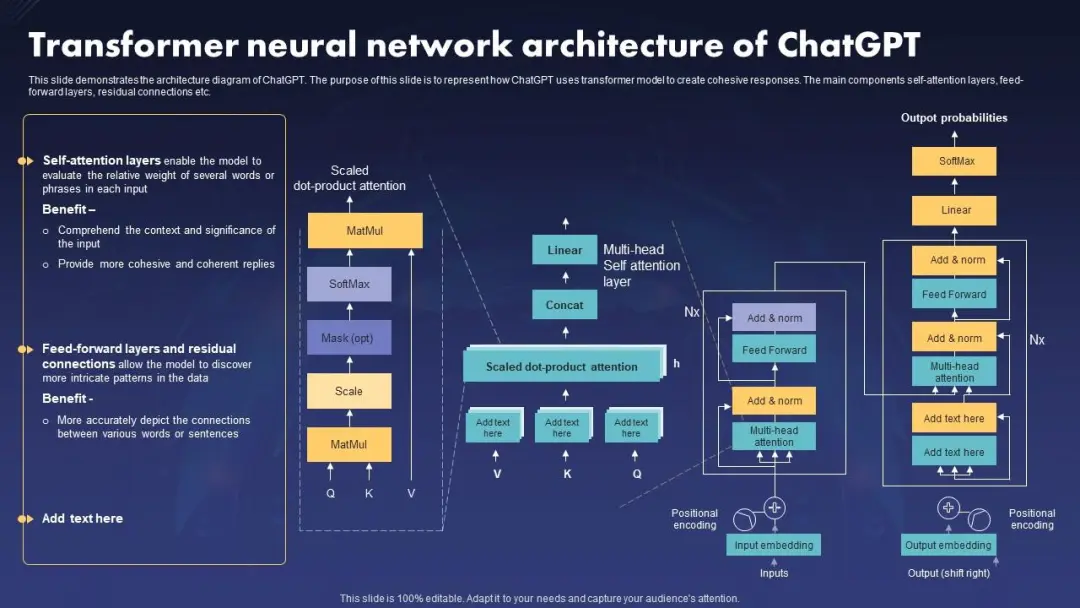 Transformer neural network architecture of ChatGPT
This slide demonstrates the architecture diagram of ChatGPT. The purpose of this slide is to represent how ChatGPT uses transformer model to create cohesive responses. The main components self-attention layers, feed-
forward layers, residual connections etc.
Self-attention layers enable the model to
evaluate the relative weight of several words or
phrases in each input
Benefit –
o Comprehend the context and significance of
the input
o Provide more cohesive and coherent replies
Feed-forward layers and residual
connections allow the model to discover
more intricate patterns in the data
Benefit -
o More accurately depict the connections
between various words or sentences
Add text here
Scaled
dot-product attention
MatMul
SoftMax
Mask (opt)
Scale
MatMul
Q K V
Linear
Multi-head
Self attention
layer
Concat
Scaled dot-product attention
h
Add text
here
Add text
here
Add text
here
V K Q
Nx
Add & norm
Feed Forward
Add & norm
Multi-head
attention
Positional
encoding
Input embedding
Inputs
Outpot probabilities
SoftMax
Linear
Add & norm
Feed Forward
Add & norm
Nx
Multi-head
attention
Add text here
Add text here
Positional
encoding
Output embedding
Output (shift right)
This slide is 100% editable. Adapt it to your needs and capture your audience's attention.